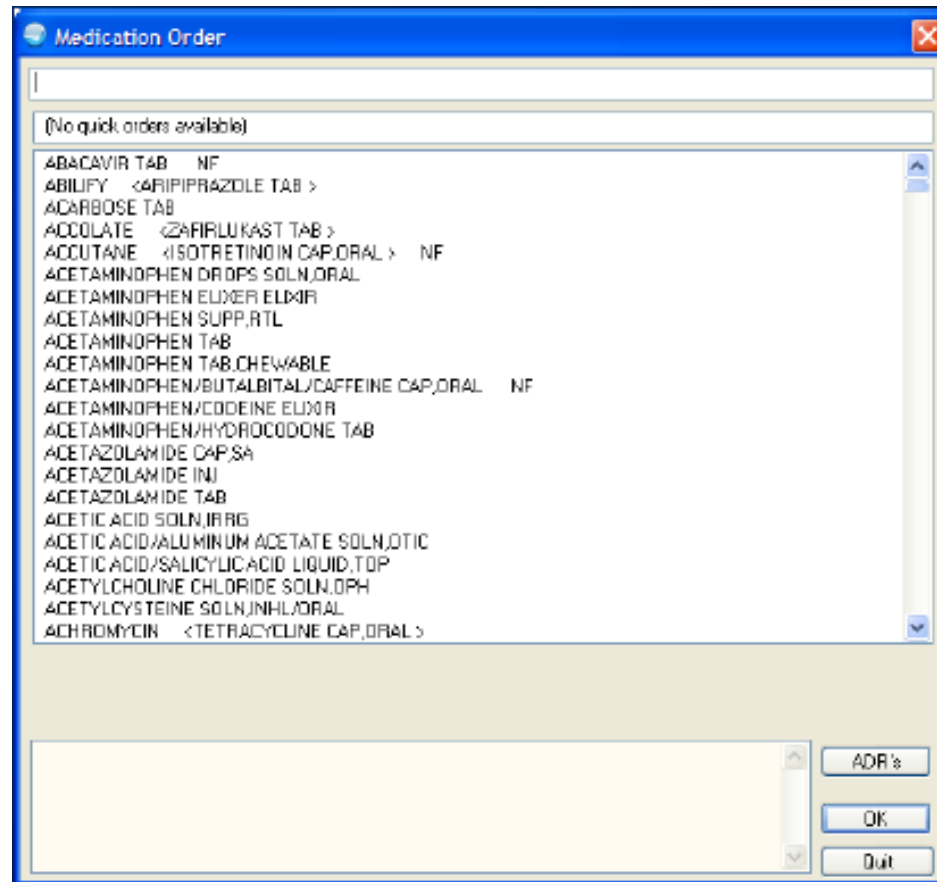 Medication Order
(No quick orders available)
ABACAVIR TAB NF
ABILIFY <ARIPIPRAZOLE TAB >
ACARBOSE TAB
ACCOLATE <ZAFIRLUKAST TAB >
ACCUTANE <ISOTRETINOIN CAP,ORAL > NF
ACETAMINOPHEN DROPS SOLN,ORAL
ACETAMINOPHEN ELIXER ELIXIR
ACETAMINOPHEN SUPP,RTL
ACETAMINOPHEN TAB
ACETAMINOPHEN TAB,CHEWABLE
ACETAMINOPHEN/BUTALBITAL/CAFFEINE CAP,ORAL NF
ACETAMINOPHEN/CODEINE ELIXIR
ACETAMINOPHEN/HYDROCODONE TAB
ACETAZOLAMIDE CAP,SA
ACETAZOLAMIDE INJ
ACETAZOLAMIDE TAB
ACETIC ACID SOLN,IRRG
ACETIC ACID/ALUMINUM ACETATE SOLN,OTIC
ACETIC ACID/SALICYLIC ACID LIQUID,TOP
ACETYLCHOLINE CHLORIDE SOLN,OPH
ACETYLCYSTEINE SOLN,INHL/ORAL
ACHROMYCIN <TETRACYCLINE CAP,ORAL >
ADR's
OK
Quit